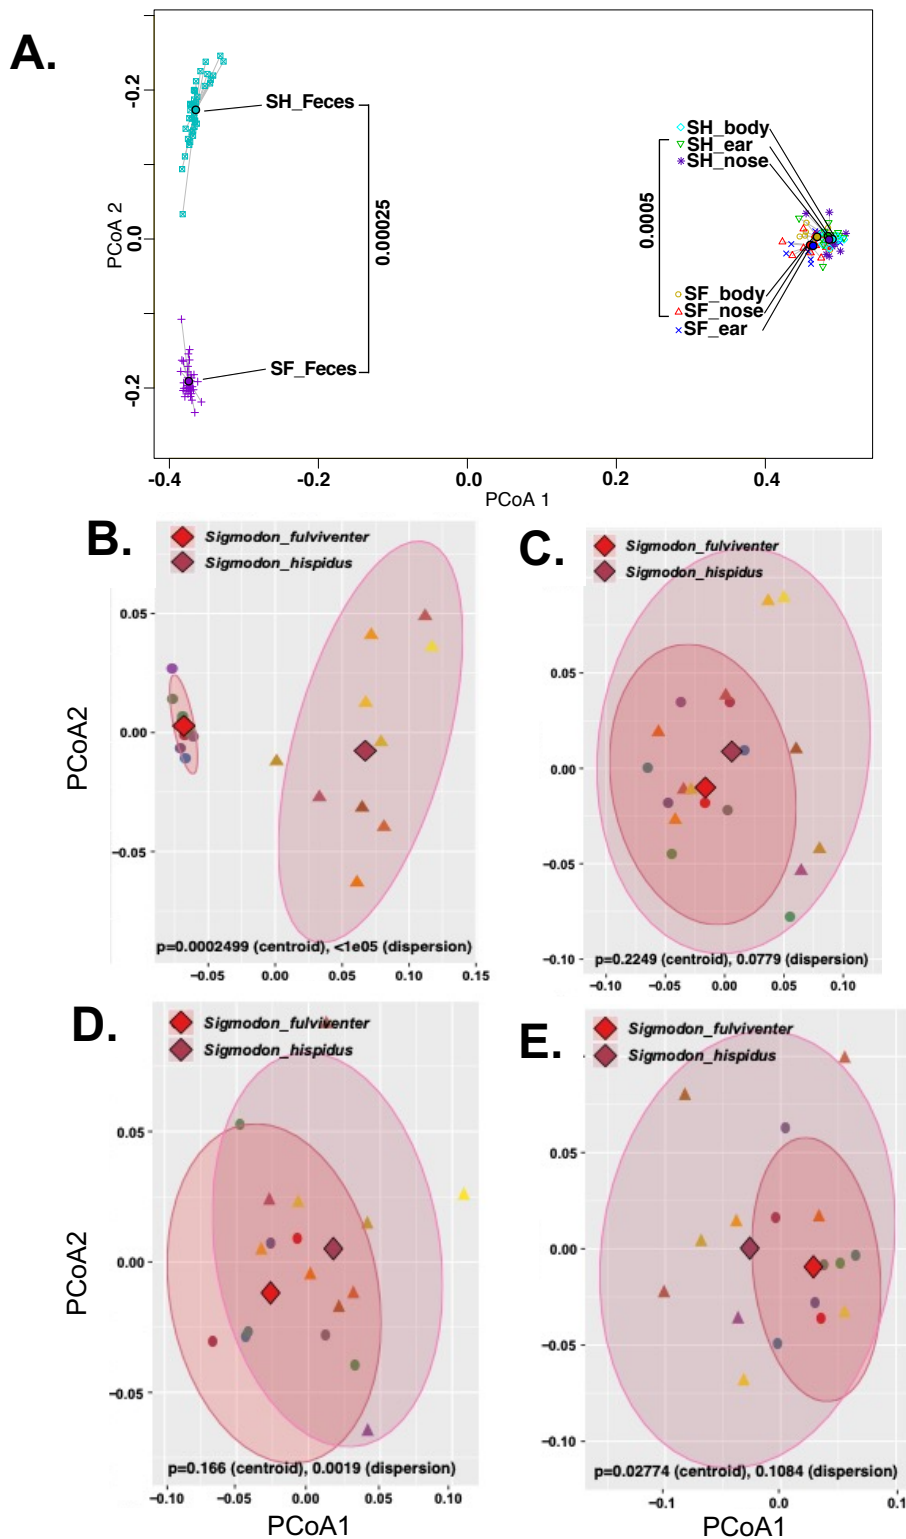 A.
-0.2
0.0
-0.2
PCoA 2
SH_Feces
SF_Feces
0.00025
0.0005
SH_body
SH_ear
SH_nose
SF_body
SF_nose
SF_ear
-0.4
-0.2
0.0
0.2
0.4
PCoA 1
B.
Sigmodon_fulviventer
Sigmodon_hispidus
0.05
0.00
−0.05
PCoA2
p=0.0002499 (centroid), <1e05 (dispersion)
−0.05
0.00
0.05
0.10
0.15
C.
Sigmodon_fulviventer
Sigmodon_hispidus
0.05
0.00
−0.05
−0.10
p=0.2249 (centroid), 0.0779 (dispersion)
−0.10
−0.05
0.00
0.05
0.10
D.
Sigmodon_fulviventer
Sigmodon_hispidus
0.05
0.00
−0.05
PCoA2
p=0.166 (centroid), 0.0019 (dispersion)
−0.10
−0.05
0.00
0.05
0.10
PCoA1
E.
Sigmodon_fulviventer
Sigmodon_hispidus
0.05
0.00
−0.05
−0.10
p=0.02774 (centroid), 0.1084 (dispersion)
−0.1
0.0
0.1
PCoA1